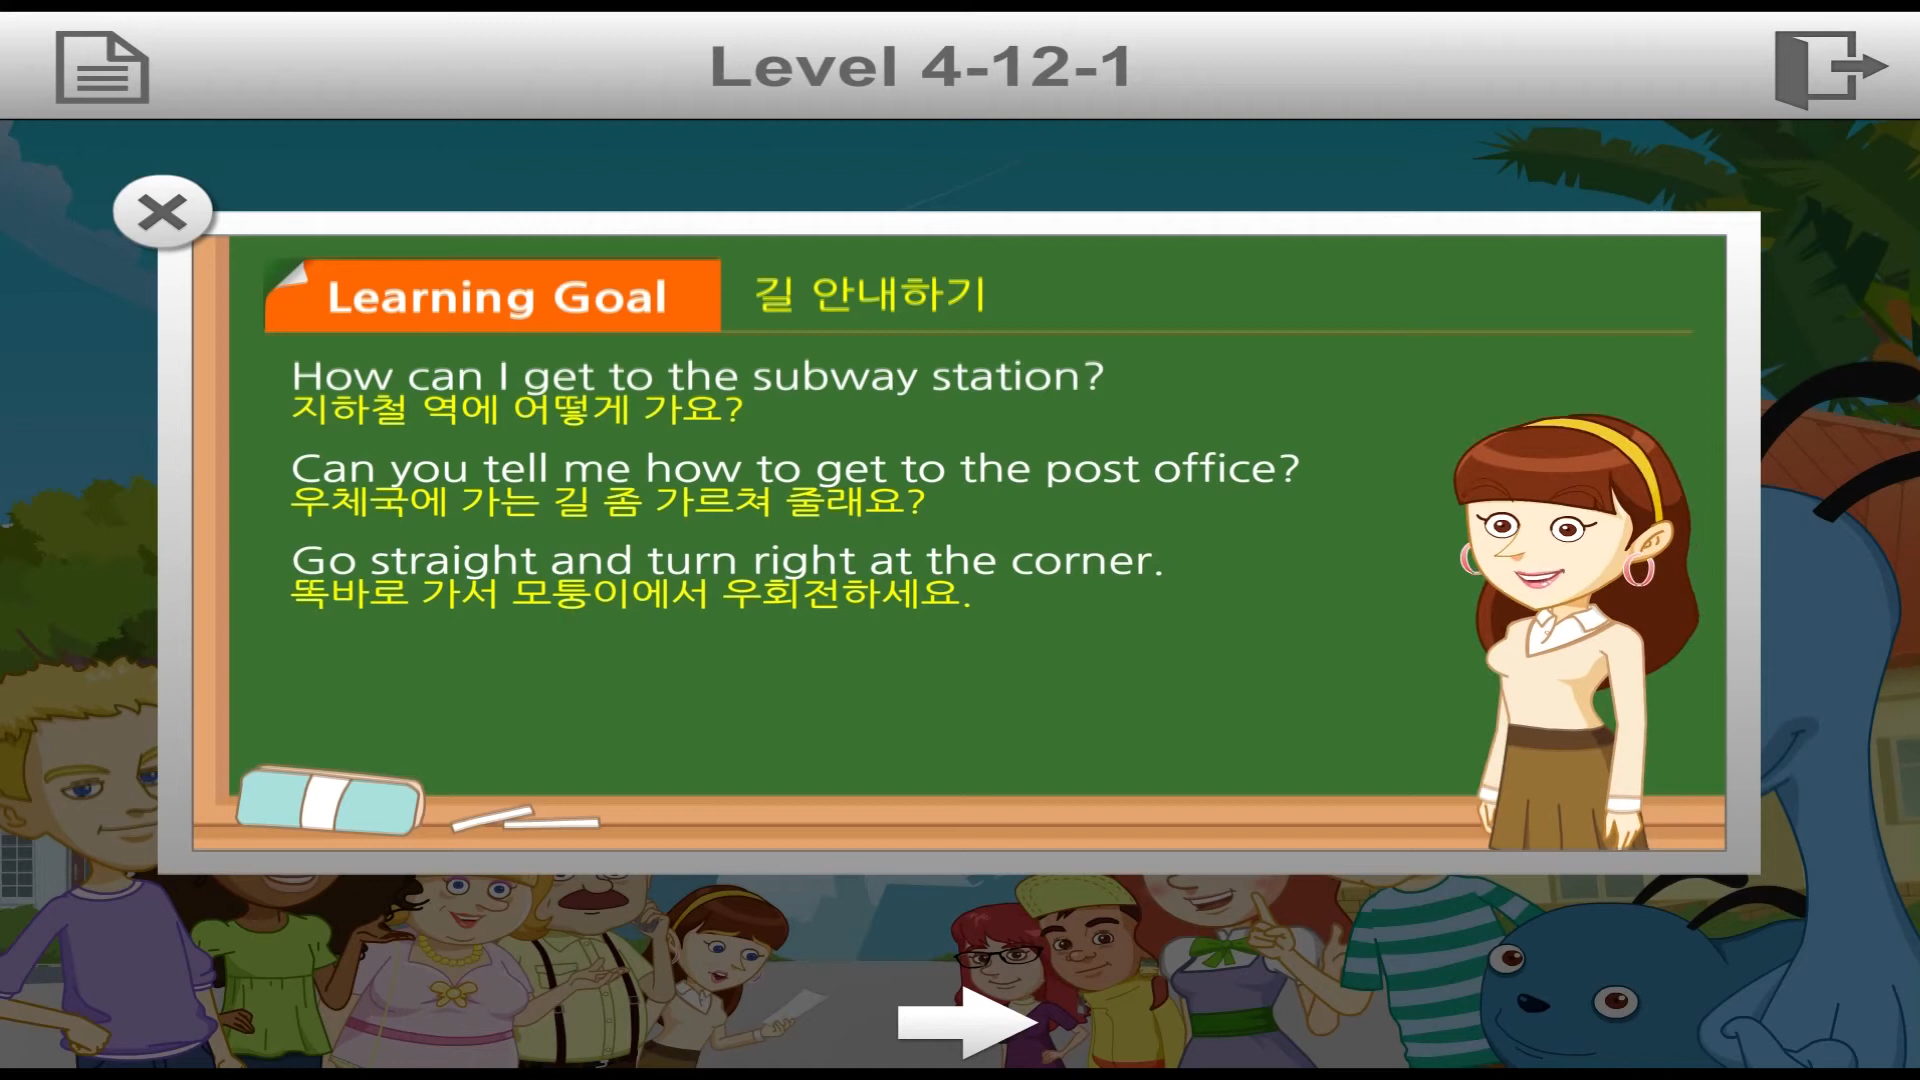 Level 4-12-1
Learning Goal 길 안내하기
How can I get to the subway station?
지하철 역에 어떻게 가요?
Can you tell me how to get to the post office?
우체국에 가는 길 좀 가르쳐 줄래요?
Go straight and turn right at the corner.
똑바로 가서 모퉁이에서 우회전하세요.